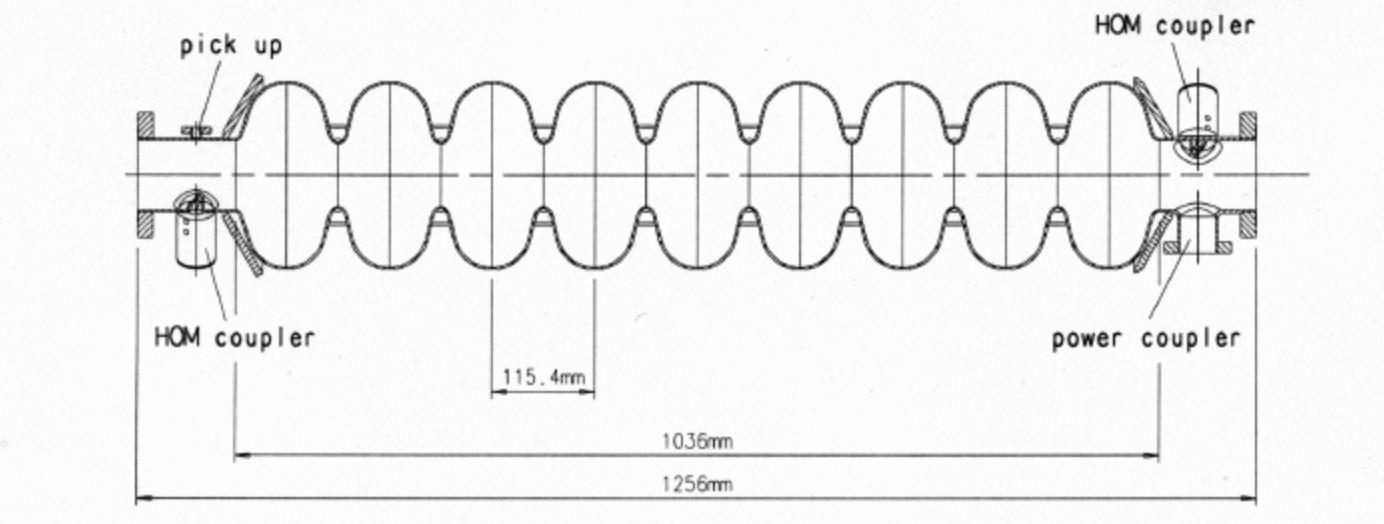 HOM coupler
pick up
HOM coupler
power coupler
115.4mm
1036mm
1256mm